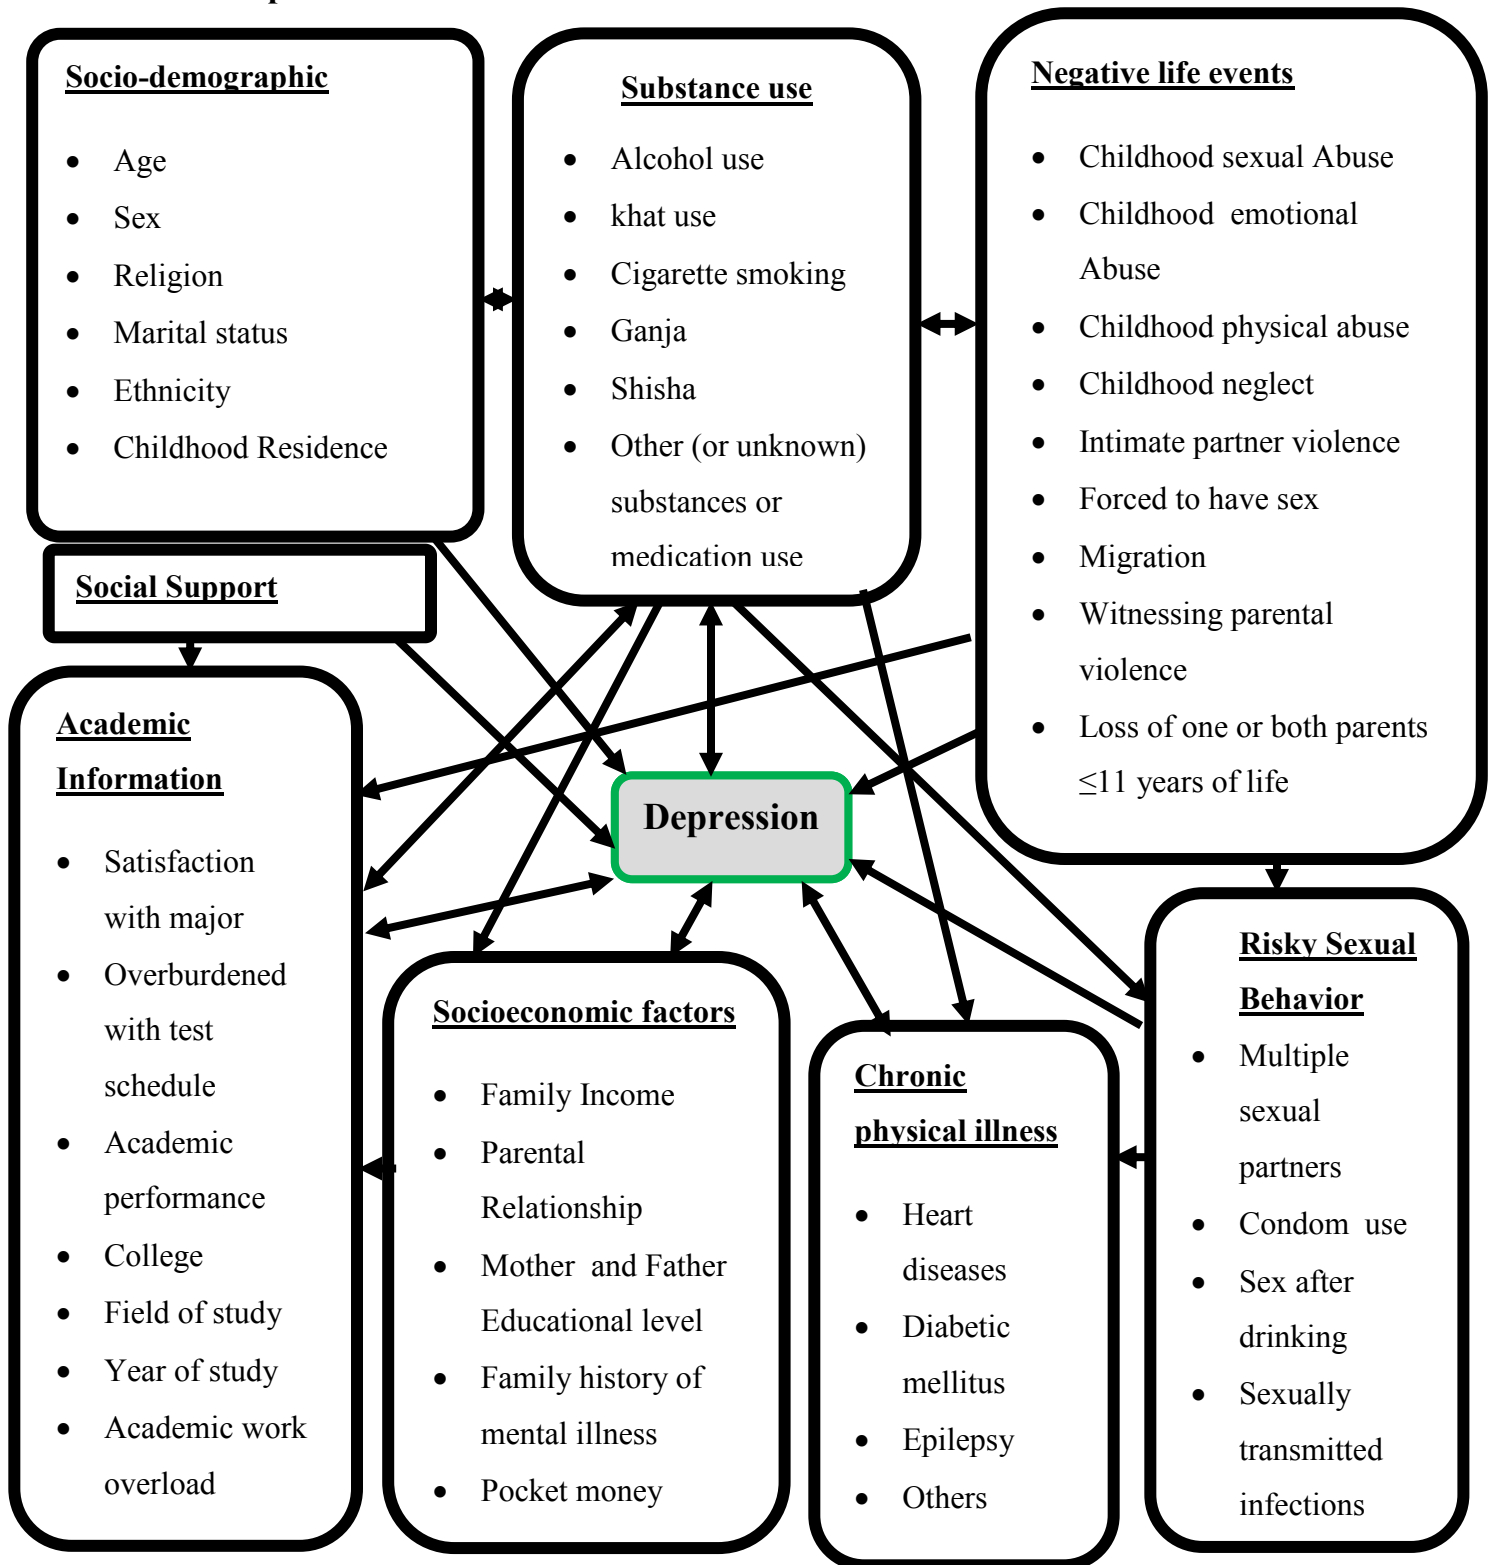 Socio-demographic
• Age
• Sex
• Religion
• Marital status
• Ethnicity
• Childhood Residence
Substance use
• Alcohol use
• khat use
• Cigarette smoking
• Ganja
• Shisha
• Other (or unknown)
substances or
medication use
Negative life events
• Childhood sexual Abuse
• Childhood emotional
Abuse
• Childhood physical abuse
• Childhood neglect
• Intimate partner violence
• Forced to have sex
• Migration
• Witnessing parental
violence
• Loss of one or both parents
≤11 years of life
Social Support
Depression
Academic
Information
• Satisfaction
with major
• Overburdened
with test
schedule
• Academic
performance
• College
• Field of study
• Year of study
• Academic work
overload
Socioeconomic factors
• Family Income
• Parental
Relationship
• Mother and Father
Educational level
• Family history of
mental illness
• Pocket money
Chronic
physical illness
• Heart
diseases
• Diabetic
mellitus
• Epilepsy
• Others
Risky Sexual
Behavior
• Multiple
sexual
partners
• Condom use
• Sex after
drinking
• Sexually
transmitted
infections